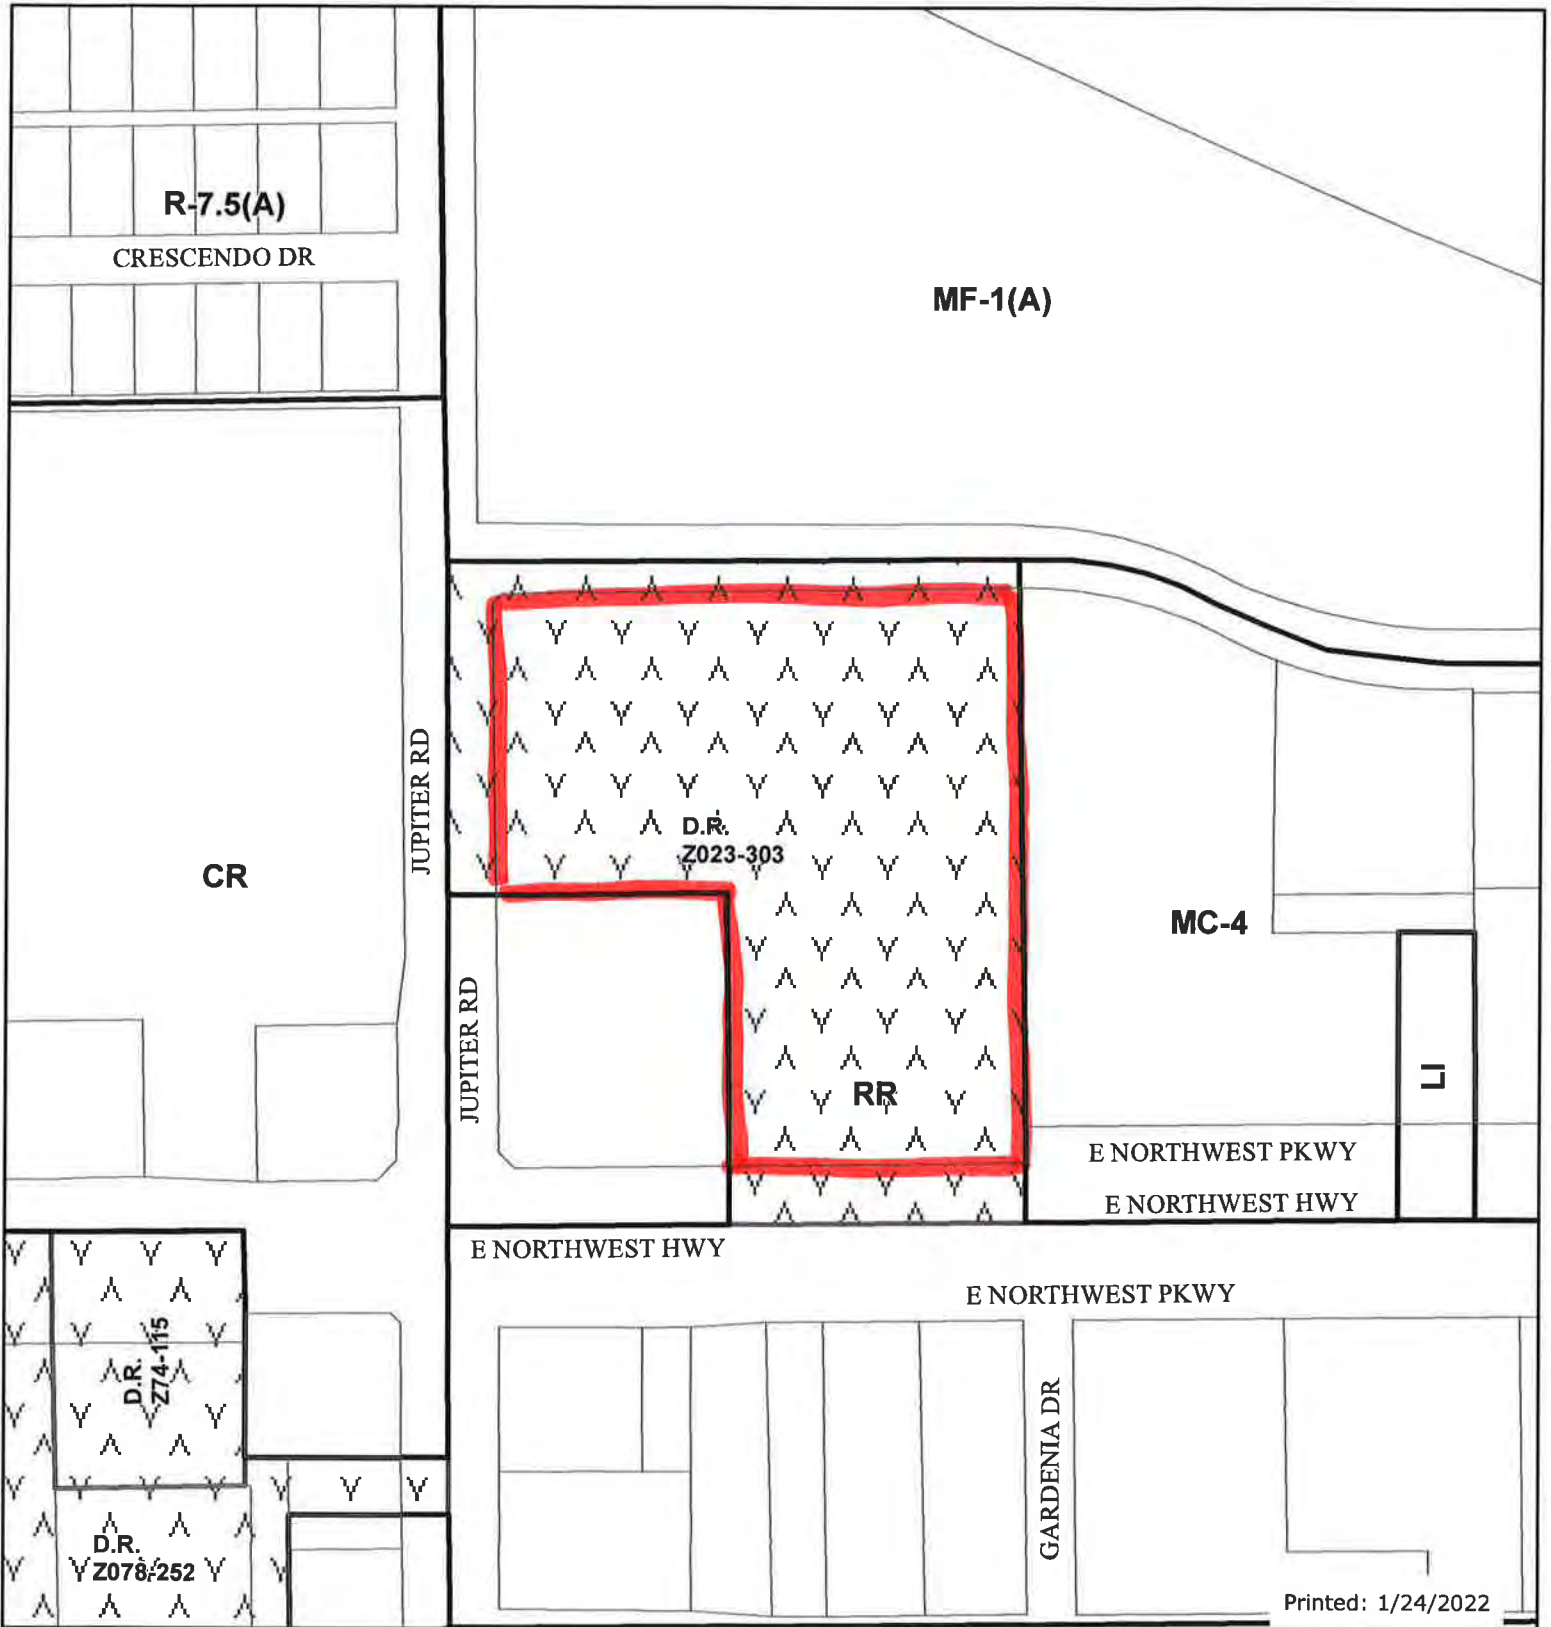 R-7.5(A)
CRESCENDO DR
MF-1(A)
JUPITER RD
D.R.
Z023-303
CR
MC-4
JUPITER RD
LI
RR
E NORTHWEST PKWY
E NORTHWEST HWY
E NORTHWEST HWY
E NORTHWEST PKWY
D.R.
Z74-115
GARDENIA DR
D.R.
Z078-252
Printed: 1/24/2022